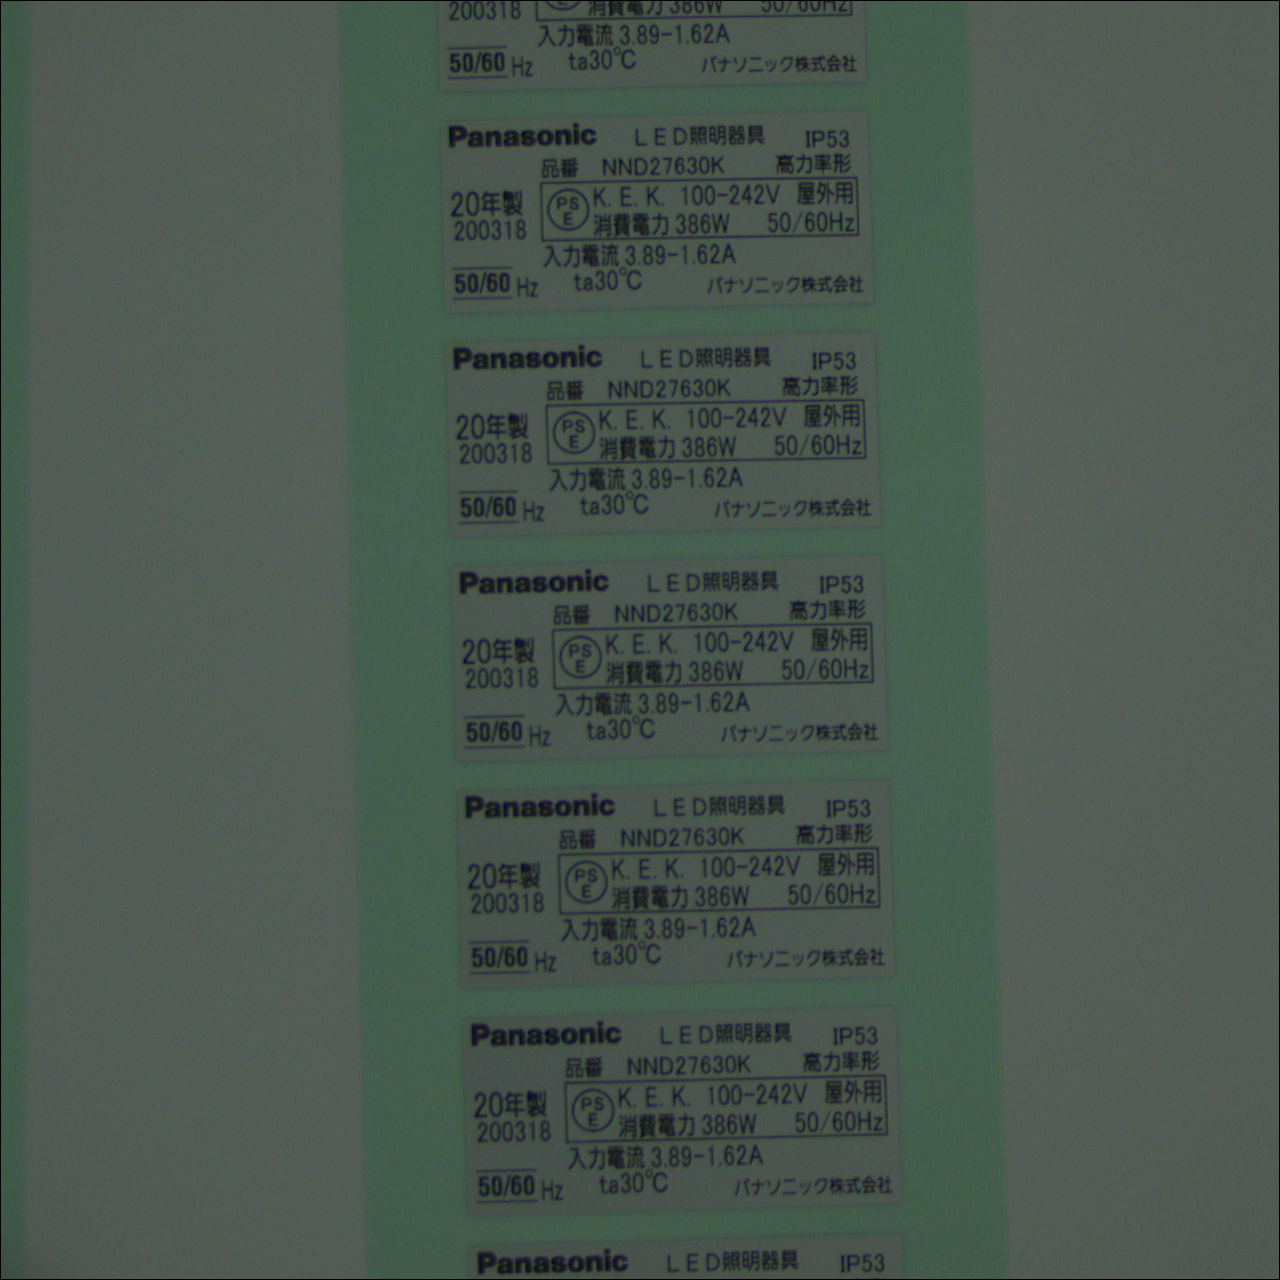 200318 消費電力 386W 50/60Hz
入力電流 3.89-1.62A
50/60 Hz ta30℃ パナソニック株式会社
Panasonic LED照明器具 IP53
品番 NND27630K 高力率形
20年製 PSE K.E.K. 100-242V 屋外用
200318 消費電力 386W 50/60Hz
入力電流 3.89-1.62A
50/60 Hz ta30℃ パナソニック株式会社
Panasonic LED照明器具 IP53
品番 NND27630K 高力率形
20年製 PSE K.E.K. 100-242V 屋外用
200318 消費電力 386W 50/60Hz
入力電流 3.89-1.62A
50/60 Hz ta30℃ パナソニック株式会社
Panasonic LED照明器具 IP53
品番 NND27630K 高力率形
20年製 PSE K.E.K. 100-242V 屋外用
200318 消費電力 386W 50/60Hz
入力電流 3.89-1.62A
50/60 Hz ta30℃ パナソニック株式会社
Panasonic LED照明器具 IP53
品番 NND27630K 高力率形
20年製 PSE K.E.K. 100-242V 屋外用
200318 消費電力 386W 50/60Hz
入力電流 3.89-1.62A
50/60 Hz ta30℃ パナソニック株式会社
Panasonic LED照明器具 IP53
品番 NND27630K 高力率形
20年製 PSE K.E.K. 100-242V 屋外用
200318 消費電力 386W 50/60Hz
入力電流 3.89-1.62A
50/60 Hz ta30℃ パナソニック株式会社
Panasonic LED照明器具 IP53